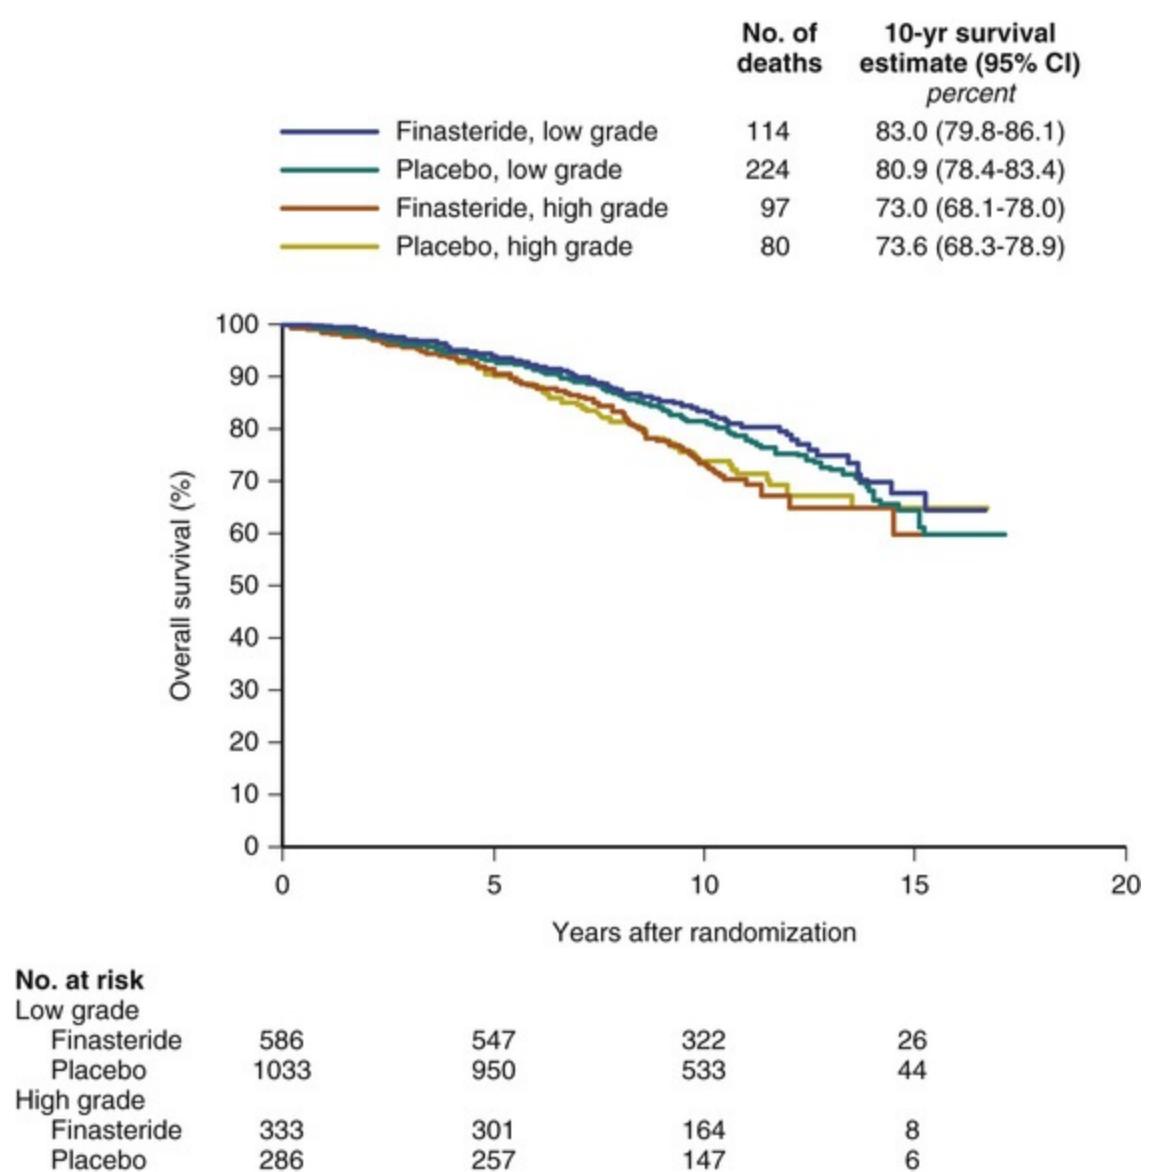 No. of deaths 10-yr survival estimate (95% CI)
percent
Finasteride, low grade 114 83.0 (79.8-86.1)
Placebo, low grade 224 80.9 (78.4-83.4)
Finasteride, high grade 97 73.0 (68.1-78.0)
Placebo, high grade 80 73.6 (68.3-78.9)
Overall survival (%)
100
90
80
70
60
50
40
30
20
10
0
0 5 10 15 20
Years after randomization
No. at risk
Low grade
Finasteride 586 547 322 26
Placebo 1033 950 533 44
High grade
Finasteride 333 301 164 8
Placebo 286 257 147 6